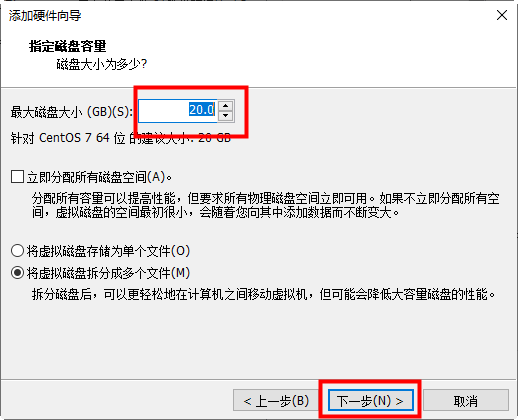 添加硬件向导
指定磁盘容量
磁盘大小为多少?
最大磁盘大小 (GB)(S):
20.0
针对 CentOS 7 64 位 的建议大小: 20 GB
立即分配所有磁盘空间(A)。
分配所有容量可以提高性能，但要求所有物理磁盘空间立即可用。如果不立即分配所有空
间，虚拟磁盘的空间最初很小，会随着您向其中添加数据而不断变大。
将虚拟磁盘存储为单个文件(O)
将虚拟磁盘拆分成多个文件(M)
拆分磁盘后，可以更轻松地在计算机之间移动虚拟机，但可能会降低大容量磁盘的性能。
< 上一步(B)
下一步(N) >
取消